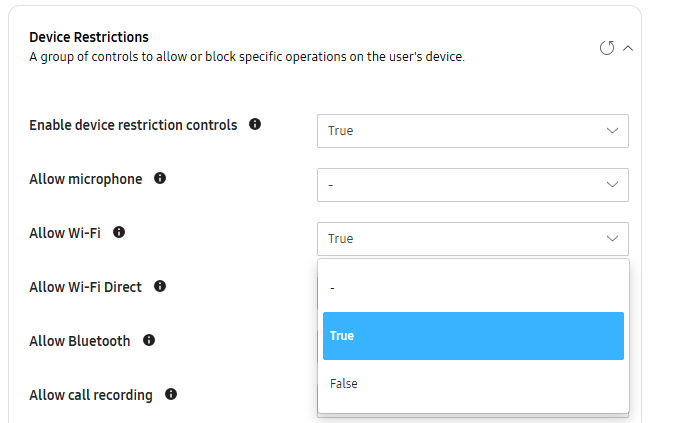 Device Restrictions
A group of controls to allow or block specific operations on the user's device.
Enable device restriction controls
True
Allow microphone
-
Allow Wi-Fi
True
Allow Wi-Fi Direct
-
True
Allow Bluetooth
False
Allow call recording